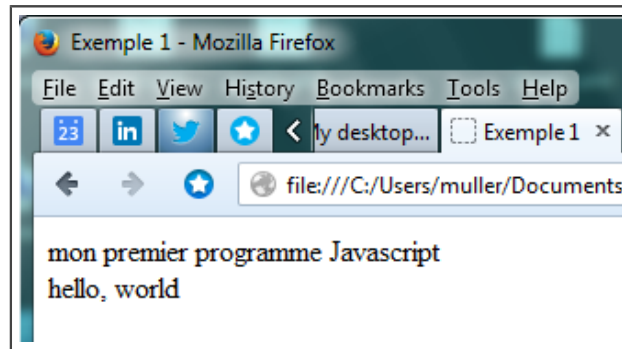 Exemple 1 - Mozilla Firefox
File Edit View History Bookmarks Tools Help
23 in My desktop... Exemple 1 ×
file:///C:/Users/muller/Documents
mon premier programme Javascript
hello, world